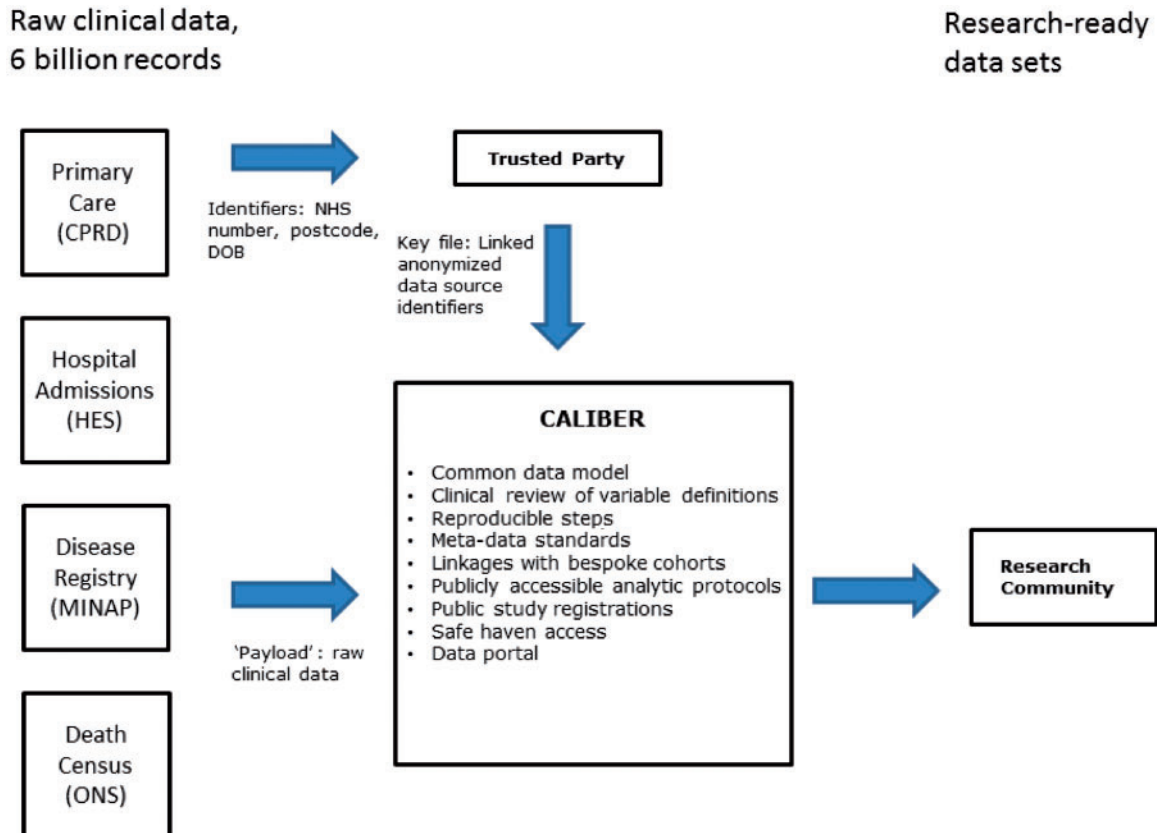 Raw clinical data,
6 billion records
Research-ready
data sets
Primary
Care
(CPRD)
Identifiers: NHS
number, postcode,
DOB
Trusted Party
Key file: Linked
anonymized
data source
identifiers
Hospital
Admissions
(HES)
CALIBER
• Common data model
• Clinical review of variable definitions
• Reproducible steps
• Meta-data standards
• Linkages with bespoke cohorts
• Publicly accessible analytic protocols
• Public study registrations
• Safe haven access
• Data portal
Disease
Registry
(MINAP)
‘Payload’: raw
clinical data
Research
Community
Death
Census
(ONS)